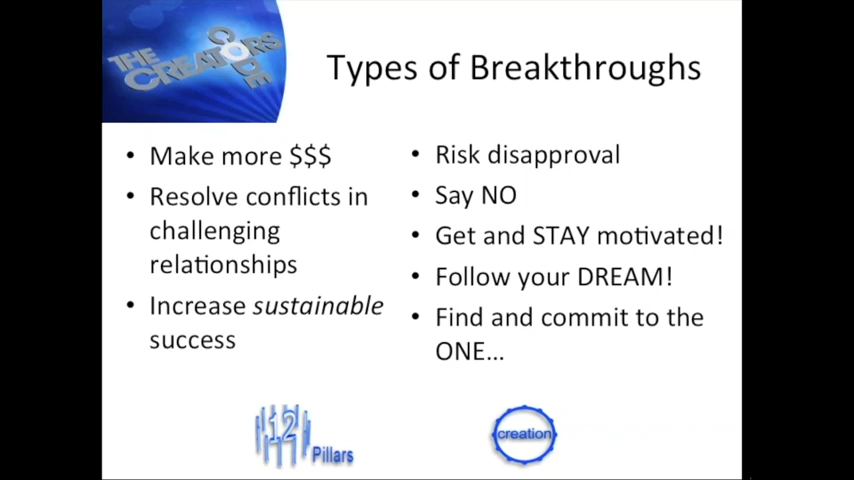 THE
CREATORS
CODE
Types of Breakthroughs
• Make more $$$
• Resolve conflicts in
challenging
relationships
• Increase sustainable
success
• Risk disapproval
• Say NO
• Get and STAY motivated!
• Follow your DREAM!
• Find and commit to the
ONE...
12
Pillars
creation